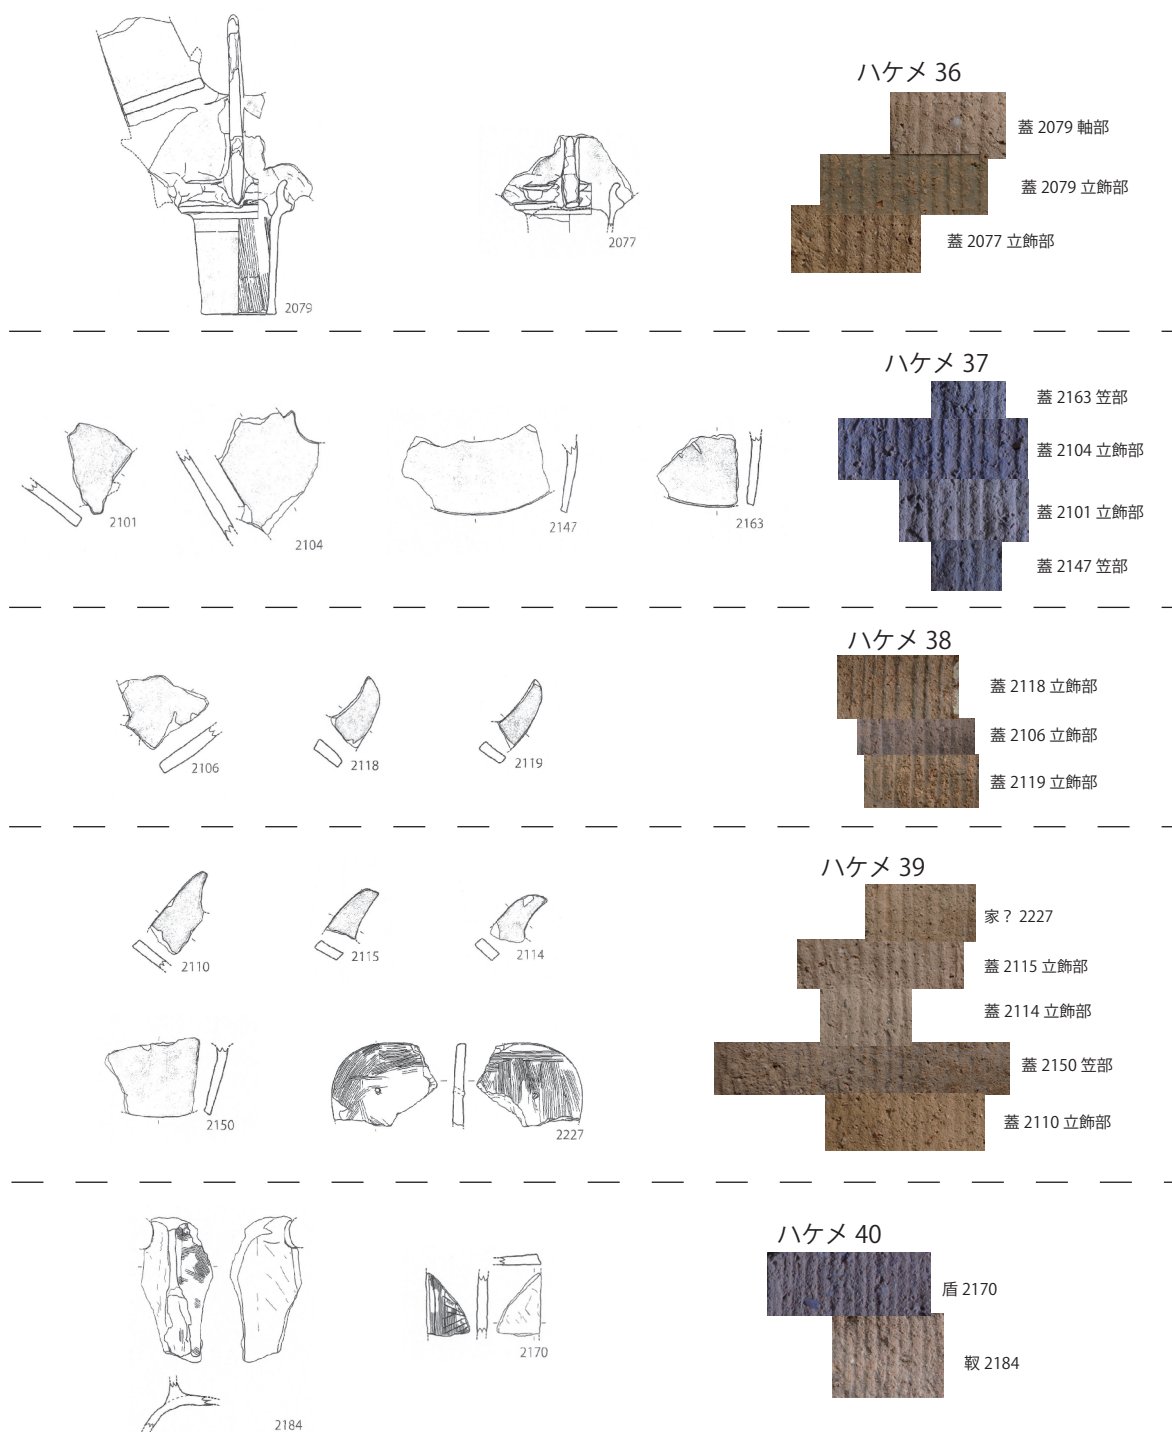 ハケメ 36
蓋 2079 軸部
蓋 2079 立飾部
蓋 2077 立飾部
2077
2079
ハケメ 37
蓋 2163 笠部
蓋 2104 立飾部
蓋 2101 立飾部
蓋 2147 笠部
2101
2104
2147
2163
ハケメ 38
蓋 2118 立飾部
蓋 2106 立飾部
蓋 2119 立飾部
2106
2118
2119
ハケメ 39
家？ 2227
蓋 2115 立飾部
蓋 2114 立飾部
蓋 2150 笠部
蓋 2110 立飾部
2110
2115
2114
2150
2227
ハケメ 40
盾 2170
靫 2184
2184
2170